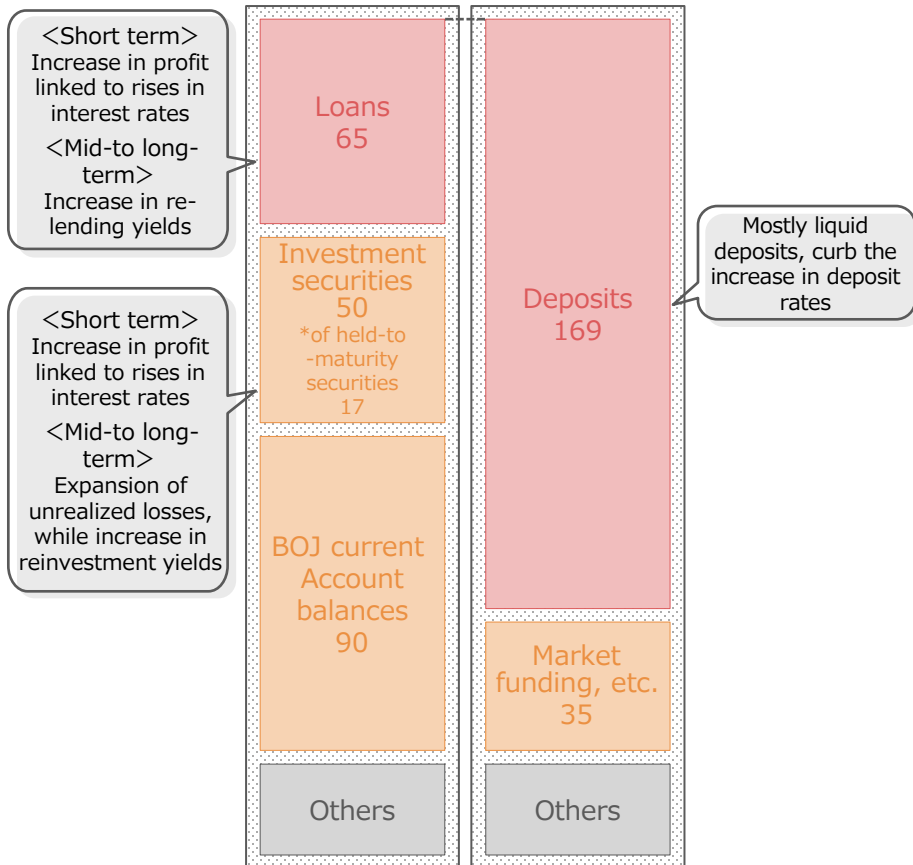 <Short term>
Increase in profit
linked to rises in
interest rates
<Mid-to long-
term>
Increase in re-
lending yields
<Short term>
Increase in profit
linked to rises in
interest rates
<Mid-to long-
term>
Expansion of
unrealized losses,
while increase in
reinvestment yields
Loans
65
Investment
securities
50
*of held-to
-maturity
securities
17
BOJ current
Account
balances
90
Others
Deposits
169
Market
funding, etc.
35
Others
Mostly liquid
deposits, curb the
increase in deposit
rates